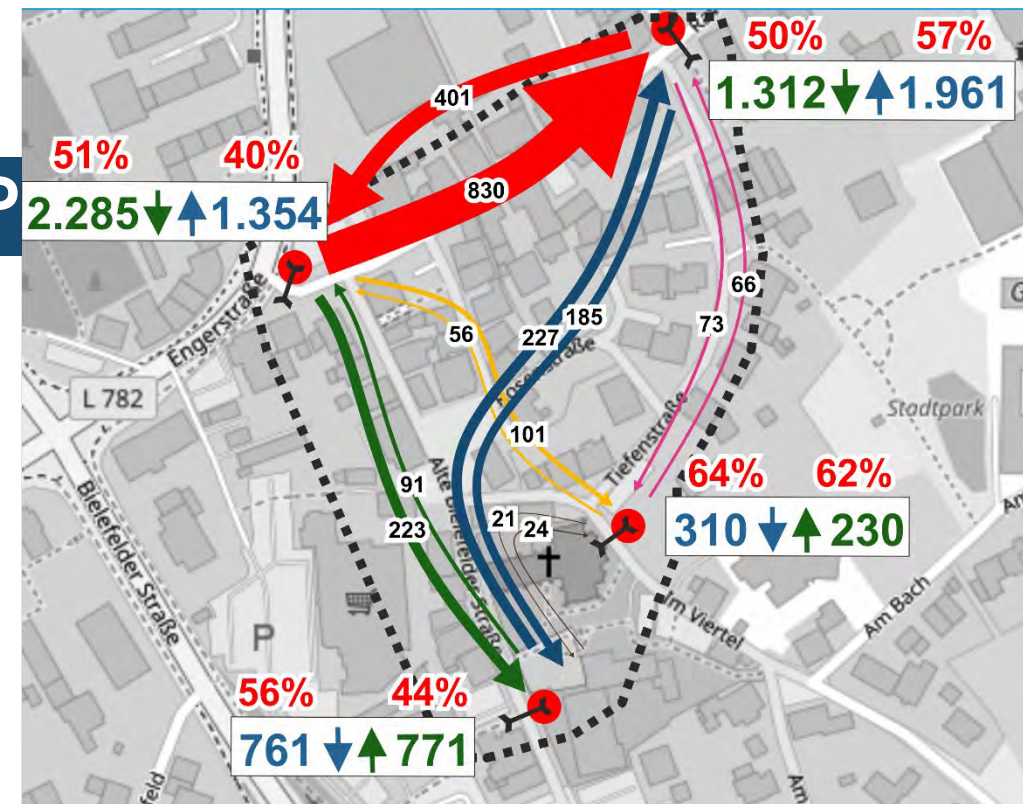 50% 57%
1.312 1.961
401
51% 40%
2.285 1.354
830
P
Engerstraße
L 782
56
66
73
185
227
101
Stadtpark
Tiefenstraße
64% 62%
310 230
Alte Bielefelder Straße
91
223
21
24
Bielefelder Straße
P
Im Viertel
Am Bach
56% 44%
761 771
Am
feld